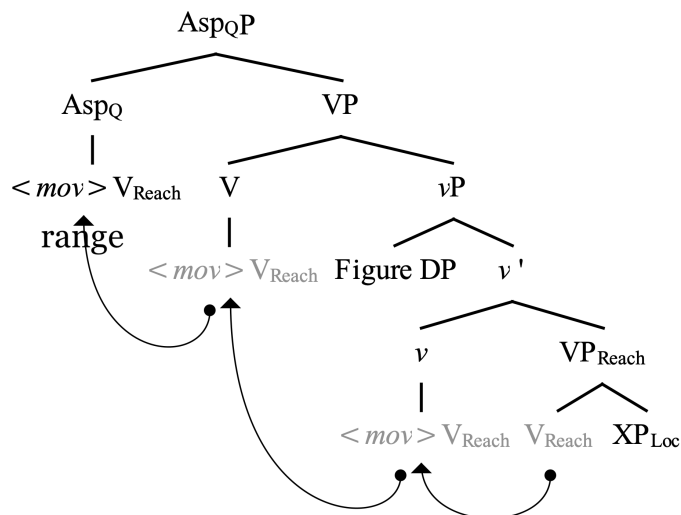 AspQP
AspQ VP
<mov> VReach V vP
range
<mov> VReach Figure DP v '
v VPReach
<mov> VReach VReach XPLoc